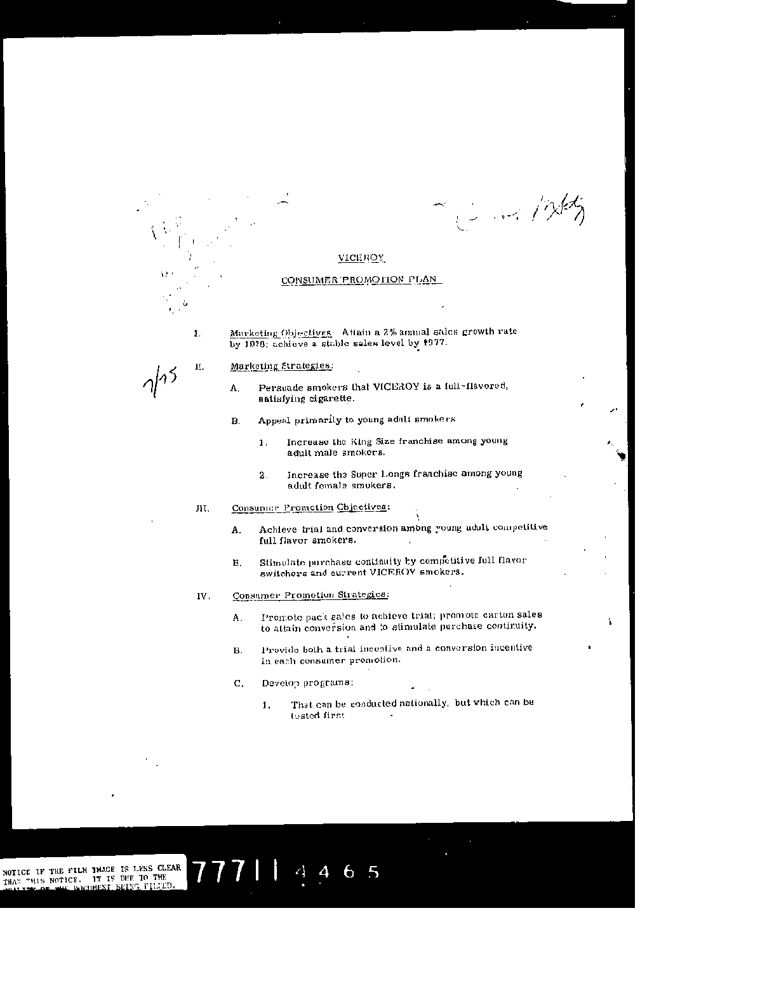 VICEROY
CONSUMER PROMOTION PLAN
I. Marketing Objectives: Attain a 2% annual sales growth rate
by 1978; achieve a stable sales level by 1977.
7/75
II. Marketing Strategies:
A. Persuade smokers that VICEROY is a full-flavored,
satisfying cigarette.
B. Appeal primarily to young adult smokers
1. Increase the King Size franchise among young
adult male smokers.
2. Increase the Super Longs franchise among young
adult female smokers.
III. Consumer Promotion Objectives:
A. Achieve trial and conversion among young adult competitive
full flavor smokers.
B. Stimulate purchase continuity by competitive full flavor
switchers and current VICEROY smokers.
IV. Consumer Promotion Strategies:
A. Promote pack sales to achieve trial; promote carton sales
to attain conversion and to stimulate purchase continuity.
B. Provide both a trial incentive and a conversion incentive
in each consumer promotion.
C. Develop programs:
1. That can be conducted nationally, but which can be
tested first
NOTICE IF THE FILM IMAGE IS LESS CLEAR
THAN THIS NOTICE. IT IS DUE TO THE
QUALITY OF THE DOCUMENT BEING FILMED.
77711 4465